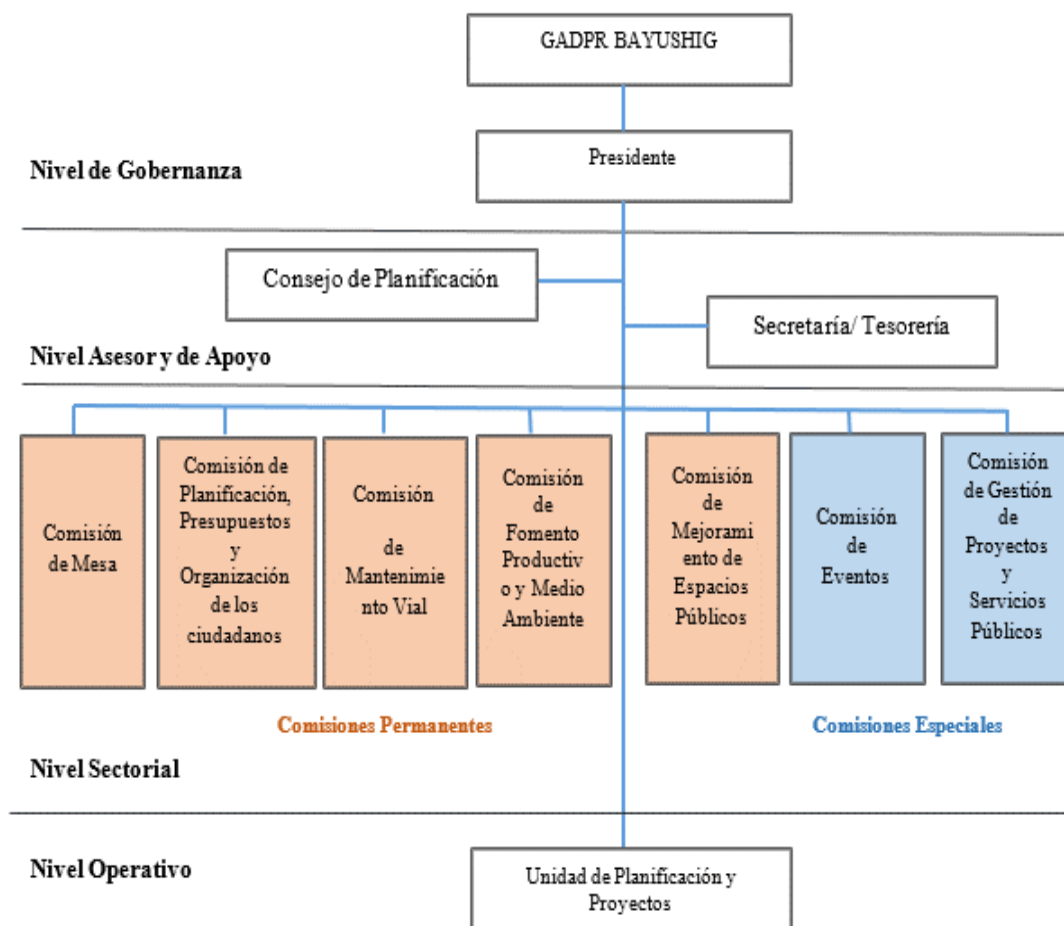 GADPR BAYUSHIG
Presidente
Nivel de Gobernanza
Consejo de Planificación
Secretaría/ Tesorería
Nivel Asesor y de Apoyo
Comisión
de Mesa
Comisión de
Planificación,
Presupuestos
y
Organización
de los
ciudadanos
Comisión
de
Mantenimie
nto Vial
Comisión
de
Fomento
Productiv
o y Medio
Ambiente
Comisión
de
Mejorami
ento de
Espacios
Públicos
Comisión
de
Eventos
Comisión
de Gestión
de
Proyectos
y
Servicios
Públicos
Comisiones Permanentes
Comisiones Especiales
Nivel Sectorial
Nivel Operativo
Unidad de Planificación y
Proyectos